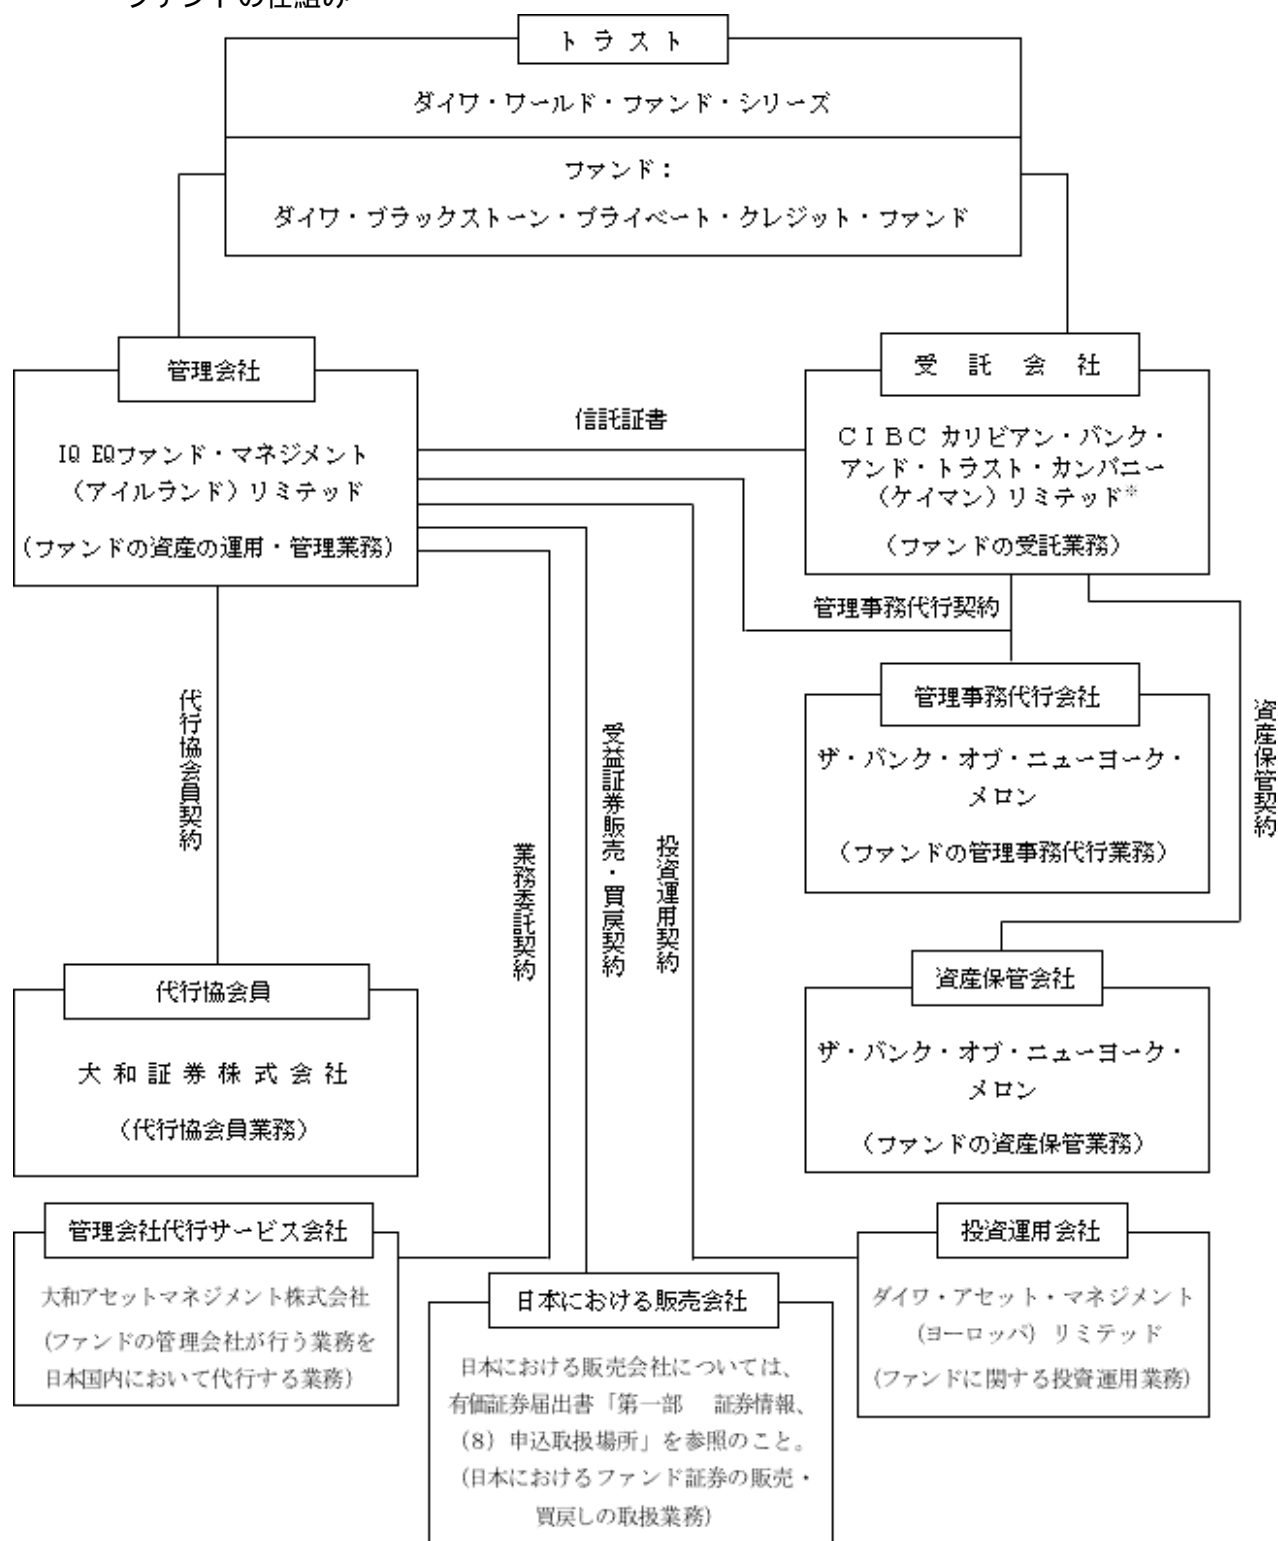 ファンドの仕組み
トラスト
ダイワ・ワールド・ファンド・シリーズ
ファンド：
ダイワ・ブラックストーン・プライベート・クレジット・ファンド
管理会社
IQ EQファンド・マネジメント
（アイルランド）リミテッド
（ファンドの資産の運用・管理業務）
信託証書
受託会社
ＣＩＢＣ カリビアン・バンク・
アンド・トラスト・カンパニー
（ケイマン）リミテッド※
（ファンドの受託業務）
管理事務代行契約
管理事務代行会社
ザ・バンク・オブ・ニューヨーク・
メロン
（ファンドの管理事務代行業務）
代行協会員契約
業務委託契約
受益証券販売・買戻契約
投資運用契約
資産保管契約
代行協会員
大和証券株式会社
（代行協会員業務）
資産保管会社
ザ・バンク・オブ・ニューヨーク・
メロン
（ファンドの資産保管業務）
管理会社代行サービス会社
大和アセットマネジメント株式会社
（ファンドの管理会社が行う業務を
日本国内において代行する業務）
日本における販売会社
日本における販売会社については、
有価証券届出書「第一部　証券情報、
（8）申込取扱場所」を参照のこと。
（日本におけるファンド証券の販売・
買戻しの取扱業務）
投資運用会社
ダイワ・アセット・マネジメント
（ヨーロッパ）リミテッド
（ファンドに関する投資運用業務）